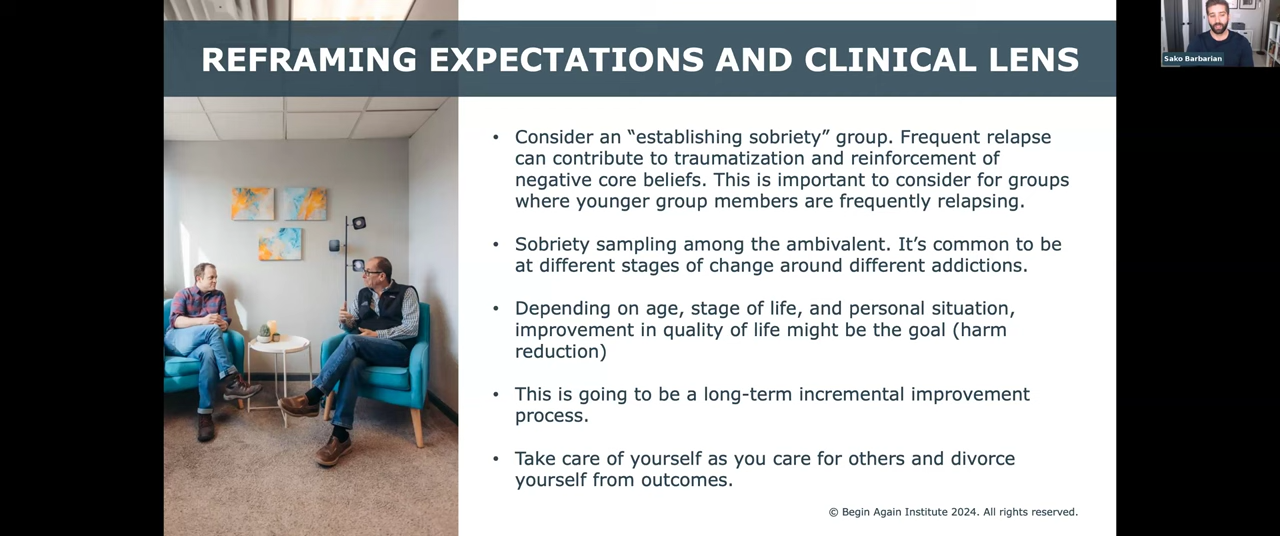 REFRAMING EXPECTATIONS AND CLINICAL LENS
Sako Barbarian
• Consider an “establishing sobriety” group. Frequent relapse
can contribute to traumatization and reinforcement of
negative core beliefs. This is important to consider for groups
where younger group members are frequently relapsing.
• Sobriety sampling among the ambivalent. It’s common to be
at different stages of change around different addictions.
• Depending on age, stage of life, and personal situation,
improvement in quality of life might be the goal (harm
reduction)
• This is going to be a long-term incremental improvement
process.
• Take care of yourself as you care for others and divorce
yourself from outcomes.
© Begin Again Institute 2024. All rights reserved.